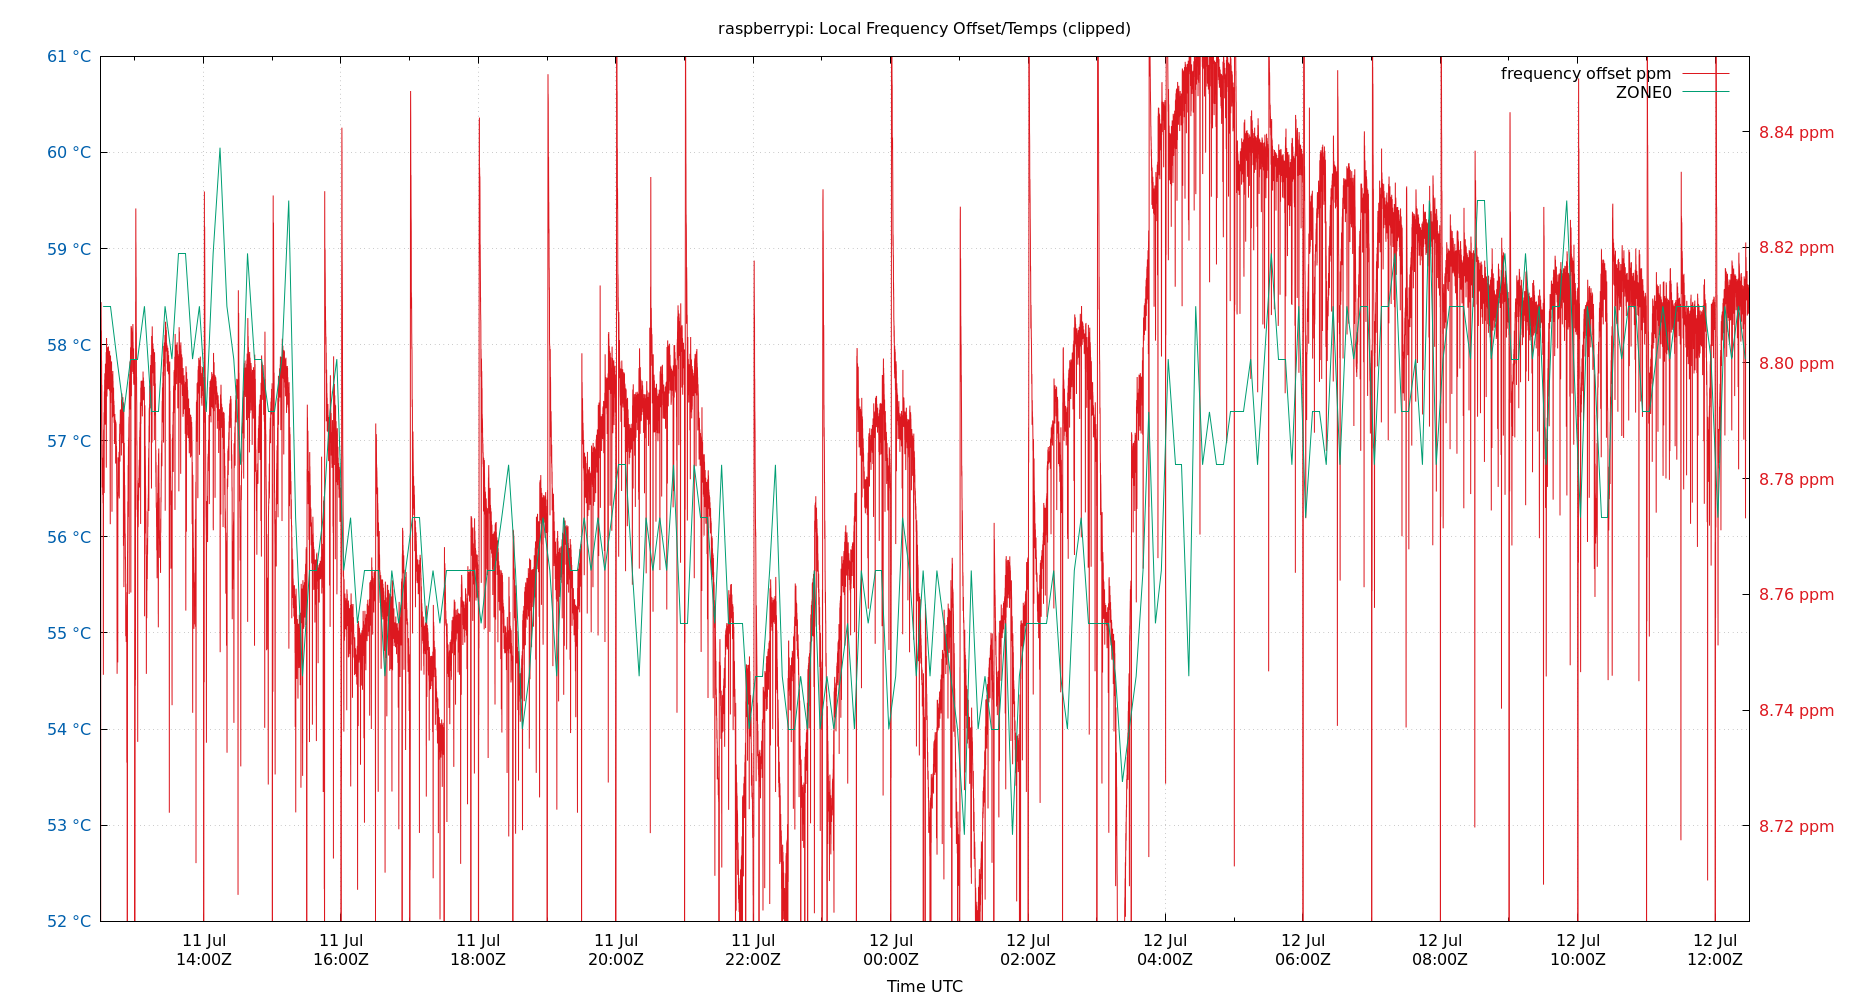 raspberrypi: Local Frequency Offset/Temps (clipped)
61 °C
60 °C
59 °C
58 °C
57 °C
56 °C
55 °C
54 °C
53 °C
52 °C
frequency offset ppm
ZONE0
8.84 ppm
8.82 ppm
8.80 ppm
8.78 ppm
8.76 ppm
8.74 ppm
8.72 ppm
11 Jul
14:00Z
11 Jul
16:00Z
11 Jul
18:00Z
11 Jul
20:00Z
11 Jul
22:00Z
12 Jul
00:00Z
12 Jul
02:00Z
12 Jul
04:00Z
12 Jul
06:00Z
12 Jul
08:00Z
12 Jul
10:00Z
12 Jul
12:00Z
Time UTC